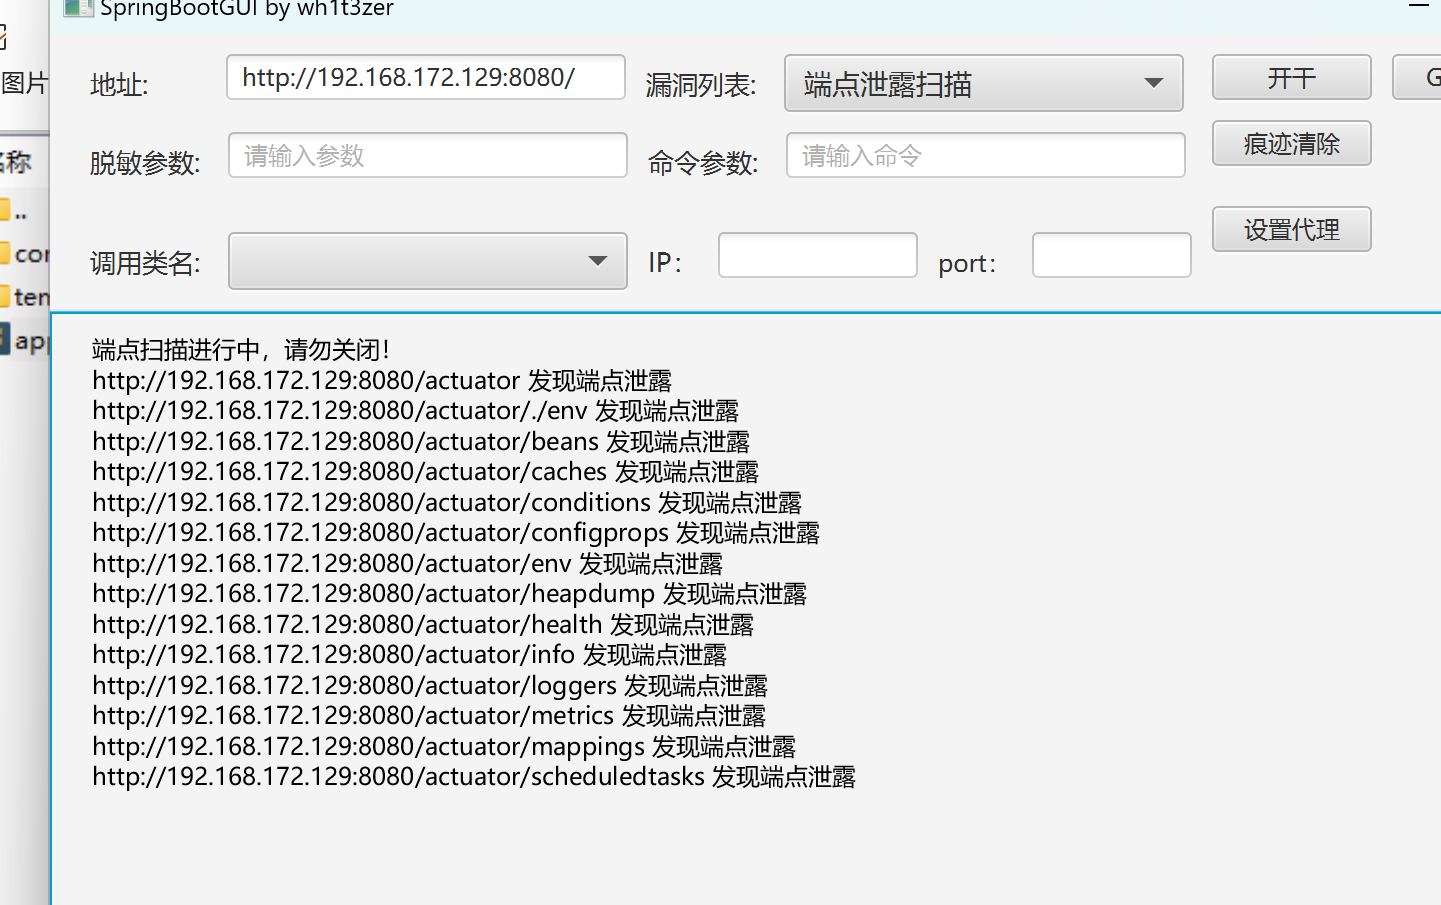 SpringBootGUI by wh1t3zer
图片
地址: http://192.168.172.129:8080/ 漏洞列表: 端点泄露扫描 开干
脱敏参数: 请输入参数 命令参数: 请输入命令 痕迹清除
名称
..
设置代理
调用类名: IP: port:
con
ten
app
端点扫描进行中，请勿关闭！
http://192.168.172.129:8080/actuator 发现端点泄露
http://192.168.172.129:8080/actuator/./env 发现端点泄露
http://192.168.172.129:8080/actuator/beans 发现端点泄露
http://192.168.172.129:8080/actuator/caches 发现端点泄露
http://192.168.172.129:8080/actuator/conditions 发现端点泄露
http://192.168.172.129:8080/actuator/configprops 发现端点泄露
http://192.168.172.129:8080/actuator/env 发现端点泄露
http://192.168.172.129:8080/actuator/heapdump 发现端点泄露
http://192.168.172.129:8080/actuator/health 发现端点泄露
http://192.168.172.129:8080/actuator/info 发现端点泄露
http://192.168.172.129:8080/actuator/loggers 发现端点泄露
http://192.168.172.129:8080/actuator/metrics 发现端点泄露
http://192.168.172.129:8080/actuator/mappings 发现端点泄露
http://192.168.172.129:8080/actuator/scheduledtasks 发现端点泄露